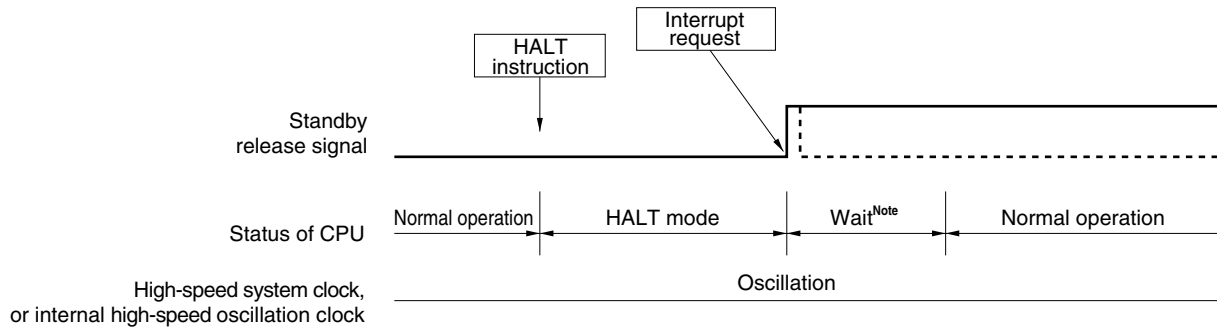 Interrupt
request
HALT
instruction
Standby
release signal
Status of CPU
Normal operation
HALT mode
WaitNote
Normal operation
High-speed system clock,
or internal high-speed oscillation clock
Oscillation